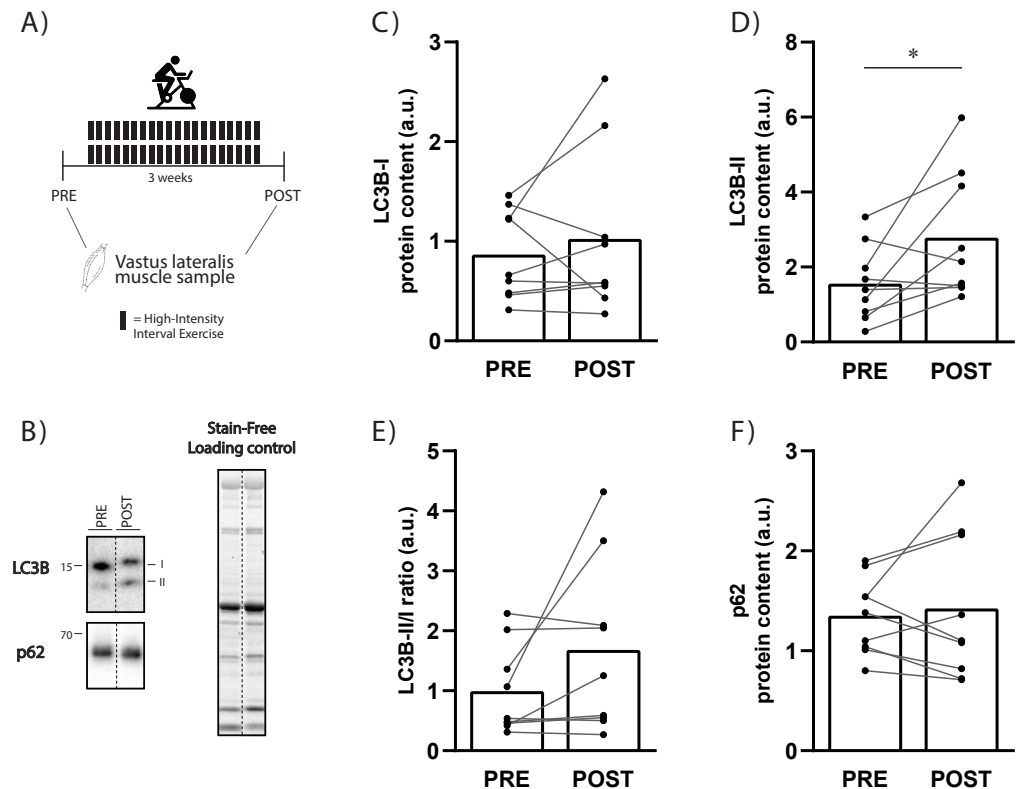 A)
3 weeks
PRE
POST
Vastus lateralis
muscle sample
= High-Intensity
Interval Exercise
B)
Stain-Free
Loading control
PRE
POST
LC3B
15
I
II
70
p62
C)
LC3B-I
protein content (a.u.)
3
2
1
0
PRE
POST
D)
LC3B-II
protein content (a.u.)
8
6
4
2
0
*
PRE
POST
E)
LC3B-II/I ratio (a.u.)
5
4
3
2
1
0
PRE
POST
F)
p62
protein content (a.u.)
3
2
1
0
PRE
POST